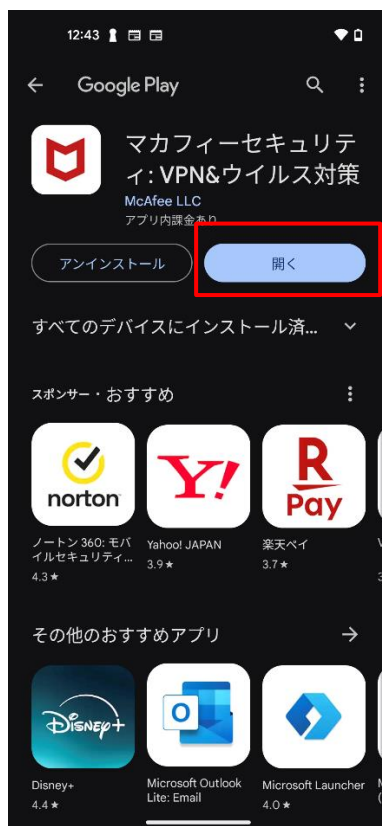 12:43
Google Play
マカフィーセキュリテ
ィ: VPN&ウイルス対策
McAfee LLC
アプリ内課金あり
アンインストール
開く
すべてのデバイスにインストール済...
スポンサー・おすすめ
norton
Y!
R
Pay
ノートン 360: モバ
イルセキュリティ...
4.3★
Yahoo! JAPAN
3.9★
楽天ペイ
3.7★
その他のおすすめアプリ
Disney+
O
Disney+
4.4★
Microsoft Outlook
Lite: Email
Microsoft Launcher
4.0★